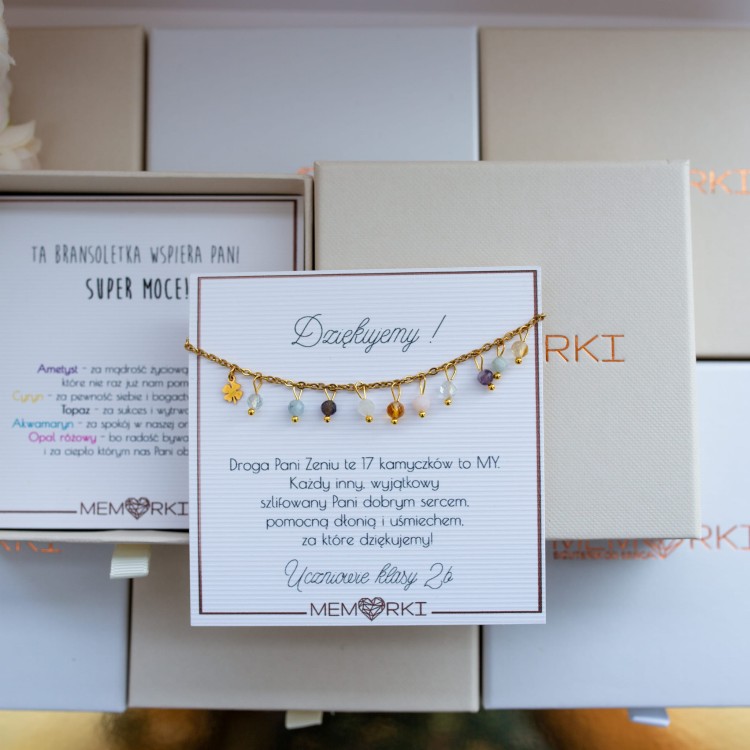 TA BRANSOLETKA WSPIERA PANI
SUPER MOCE!
Ametyst - za mądrość życiową
które nie raz już nam pom
Cytryn - za pewność siebie i bogact
Topaz - za sukces i wytrwa
Akwamaryn - za spokój w naszej
Opal różowy - bo radość bywa
i za ciepło którym nas Pani ob
MEMORKI
RKI
RKI
Dziękujemy !
Droga Pani Zeniu te 17 kamyczków to MY.
Każdy inny, wyjątkowy
szlifowany Pani dobrym sercem,
pomocną dłonią i uśmiechem,
za które dziękujemy!
Uczniowie klasy 2b
MEMORKI
MEMORKI